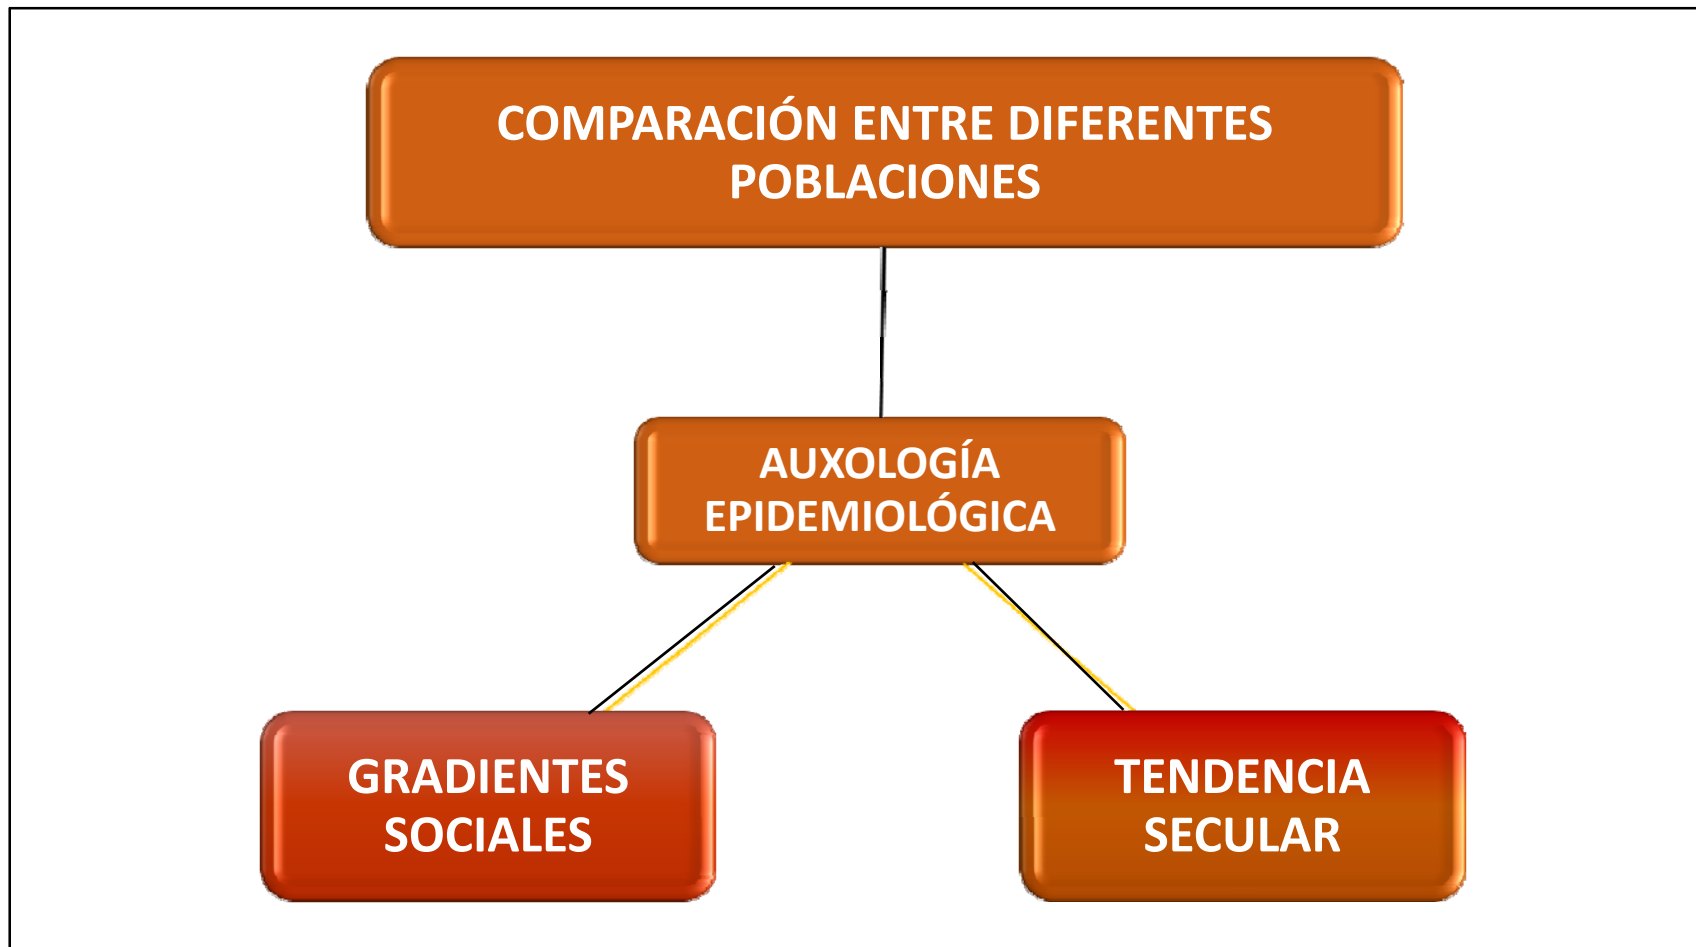 COMPARACIÓN ENTRE DIFERENTES
POBLACIONES
AUXOLOGÍA
EPIDEMIOLÓGICA
GRADIENTES
SOCIALES
TENDENCIA
SECULAR